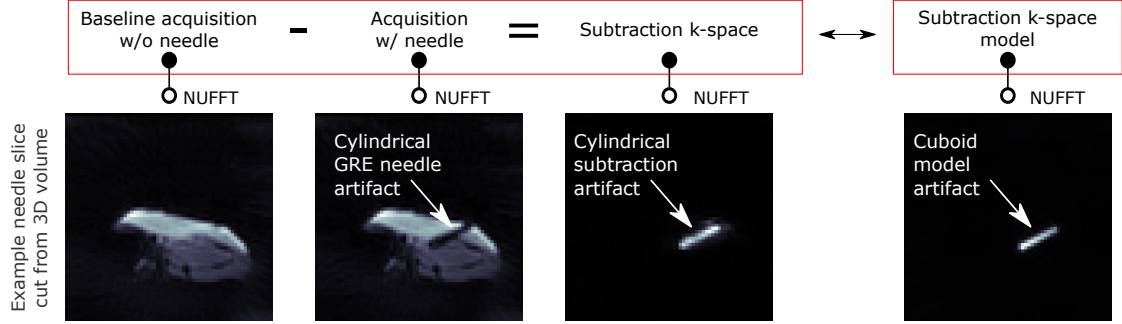 Baseline acquisition
w/o needle
-
Acquisition
w/ needle
=
Subtraction k-space
Subtraction k-space
model
NUFFT
NUFFT
NUFFT
NUFFT
Example needle slice
cut from 3D volume
Cylindrical
GRE needle
artifact
Cylindrical
subtraction
artifact
Cuboid
model
artifact